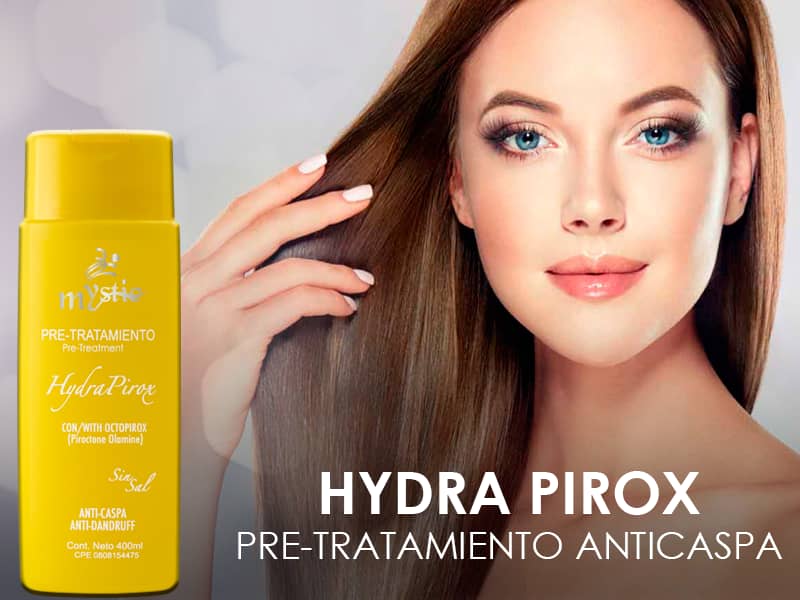 mystic
PRE-TRATAMIENTO
Pre-Treatment
HydraPirox
CON/WITH OCTOPIROX
(Piroctone Olamine)
Sin
Sal
ANTI-CASPA
ANTI-DANDRUFF
Cont. Neto 400ml
CPE 0808154475
HYDRA PIROX
PRE-TRATAMIENTO ANTICASPA